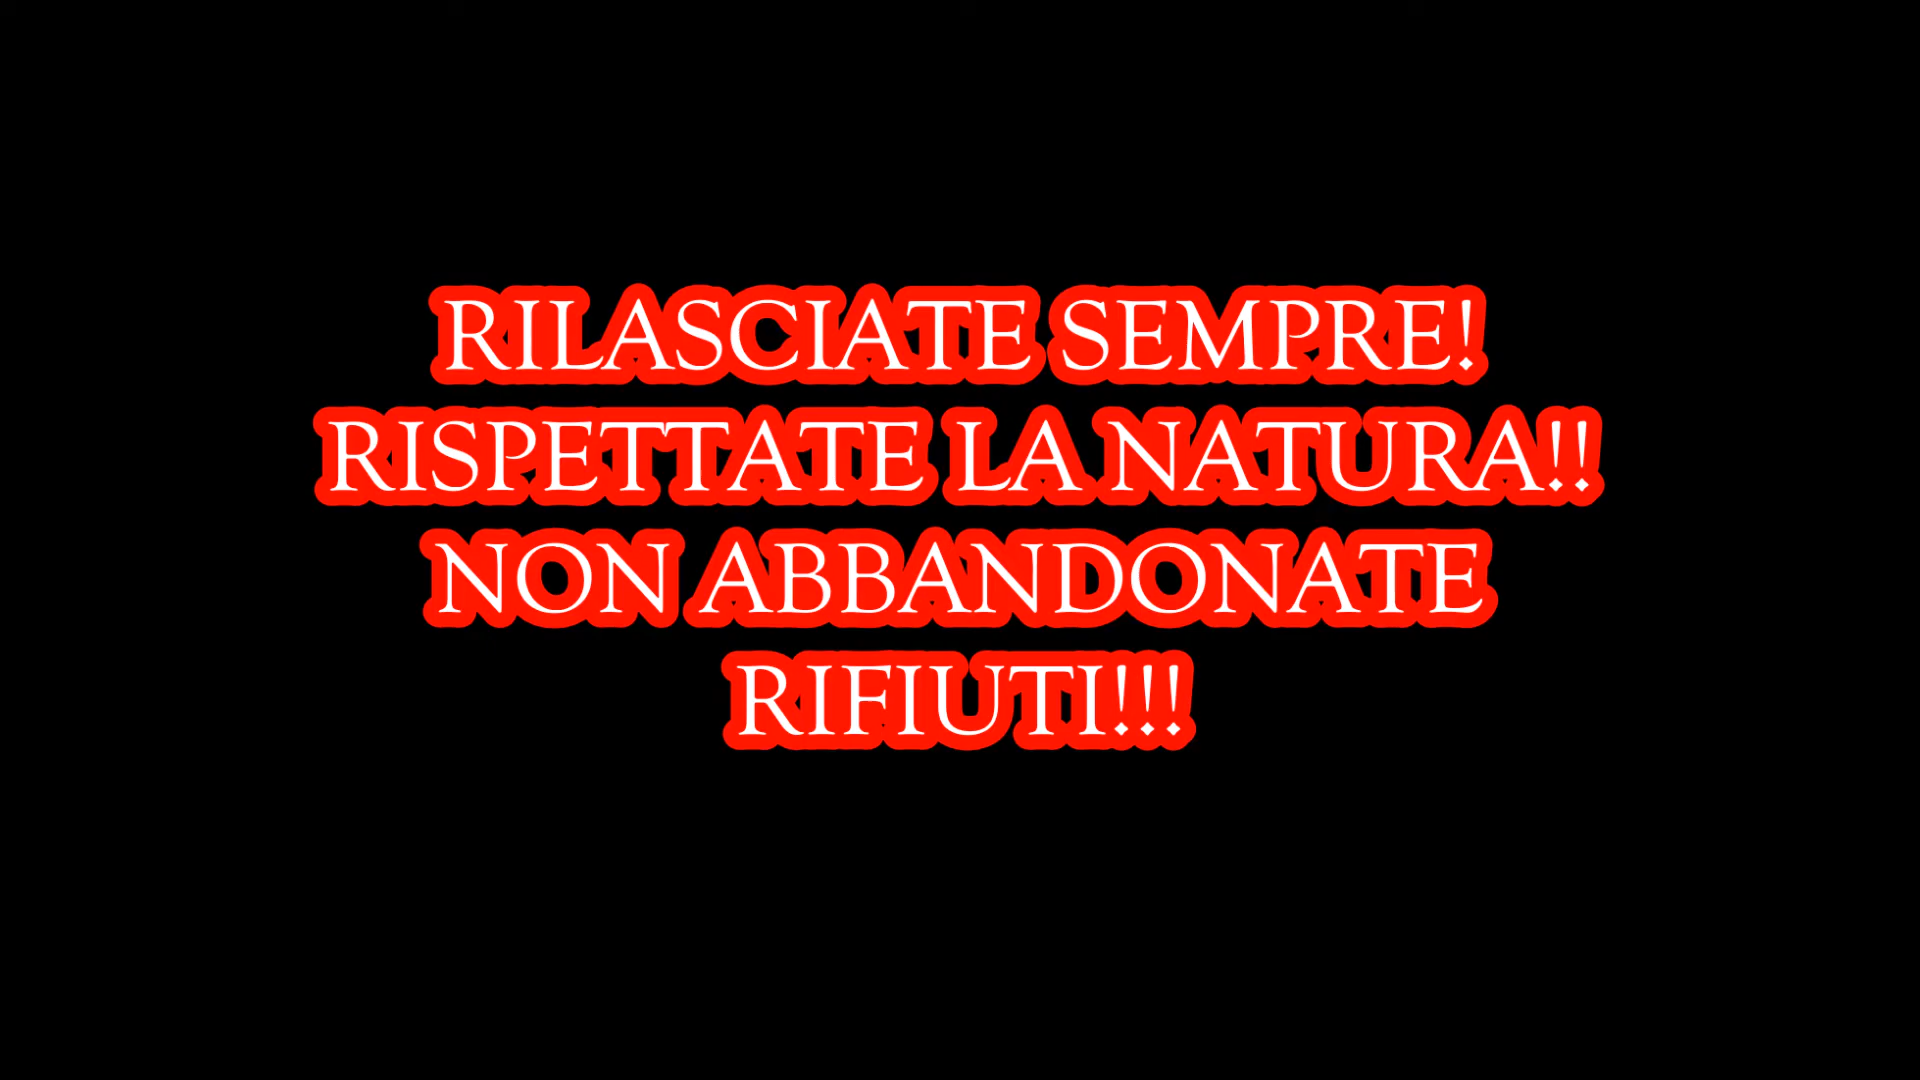 RILASCIATE SEMPRE!
RISPETTATE LA NATURA!!
NON ABBANDONATE
RIFIUTI!!!